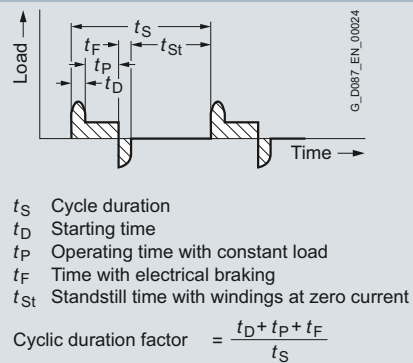 Load
t_S
t_F
t_St
t_P
t_D
Time
G_D087_EN_00024
t_S Cycle duration
t_D Starting time
t_P Operating time with constant load
t_F Time with electrical braking
t_St Standstill time with windings at zero current
Cyclic duration factor = (t_D + t_P + t_F) / t_S